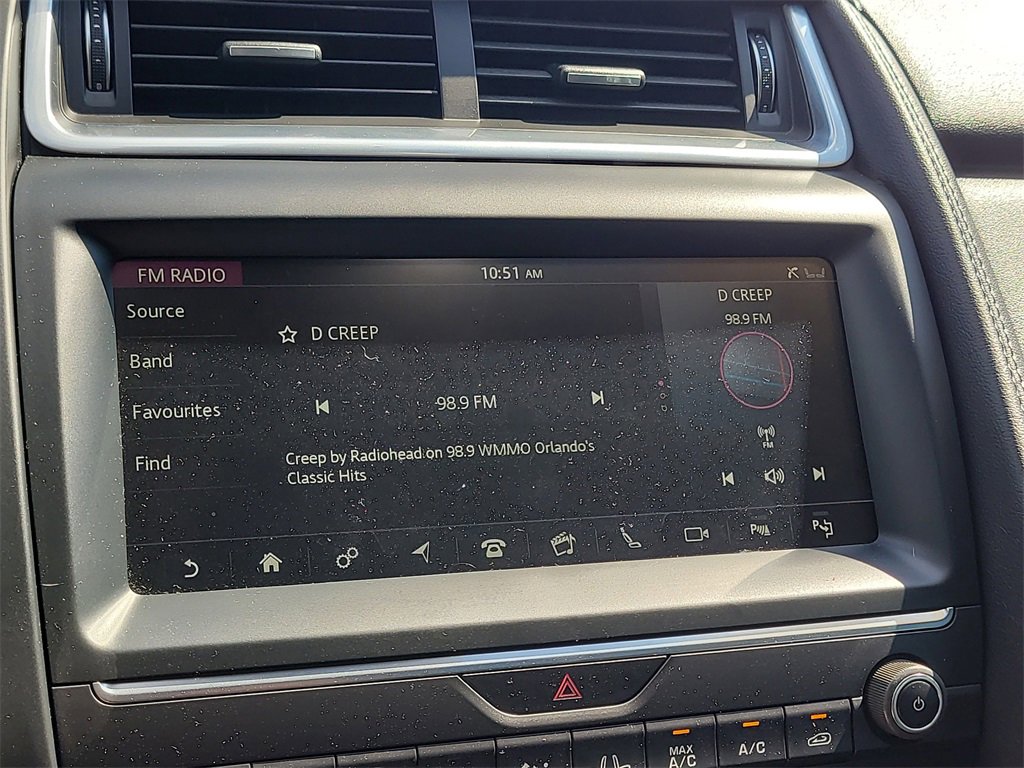 FM RADIO
10:51 AM
Source
D CREEP
D CREEP
98.9 FM
Band
Favourites
98.9 FM
Find
Creep by Radiohead on 98.9 WMMO Orlando's
Classic Hits
FM
P
P
MAX
A/C
A/C